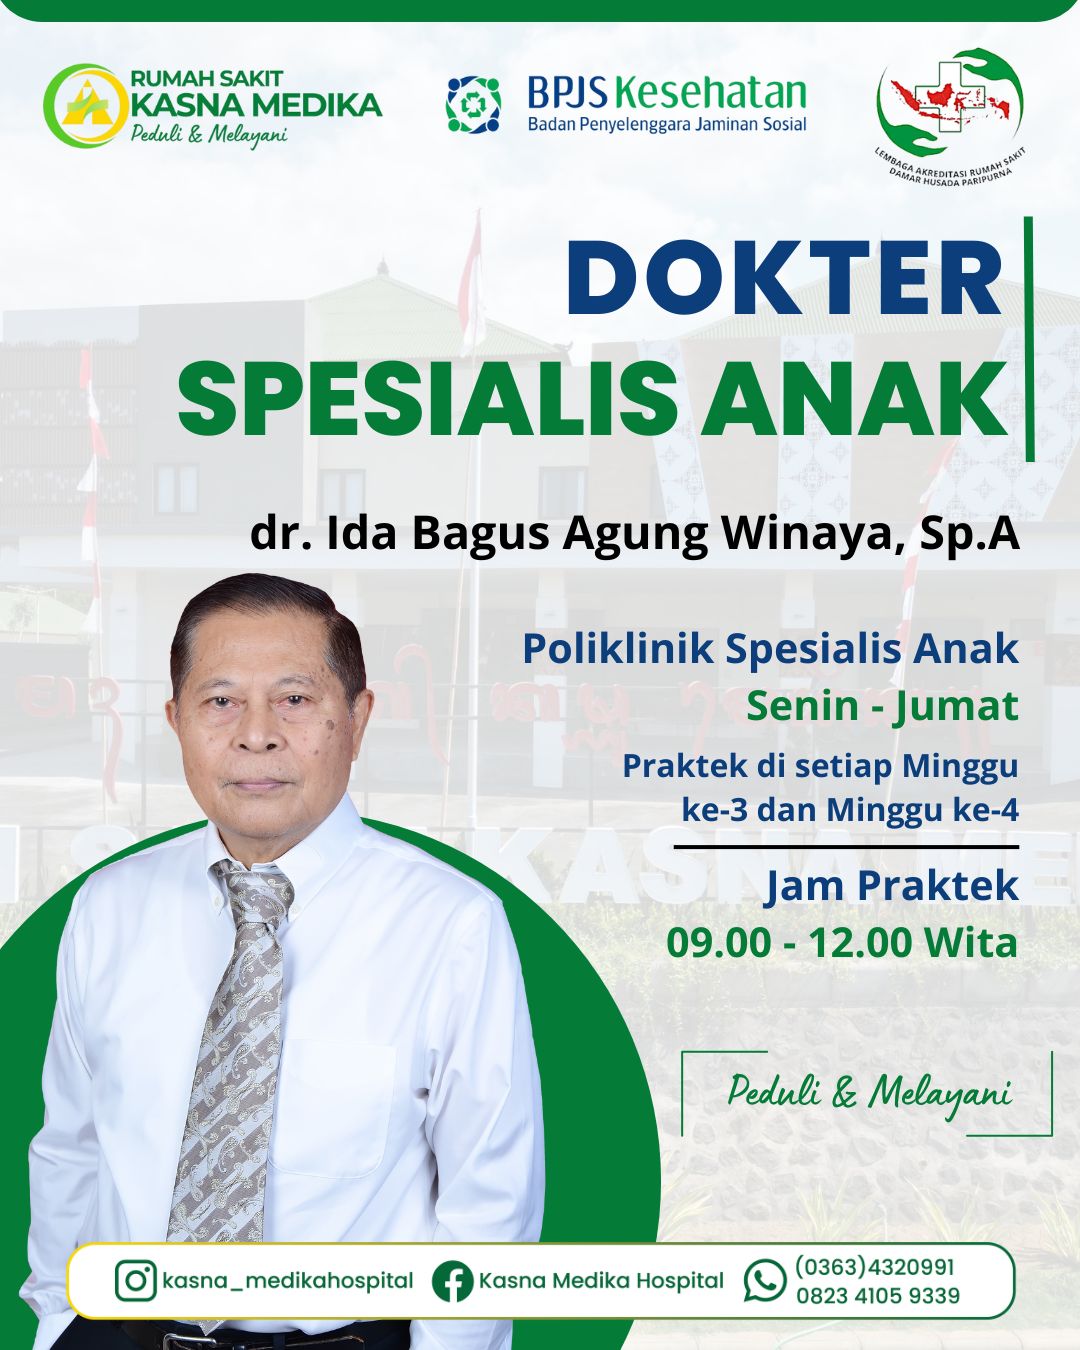 RUMAH SAKIT
KASNA MEDIKA
Peduli & Melayani
BPJS Kesehatan
Badan Penyelenggara Jaminan Sosial
LEMBAGA AKREDITASI RUMAH SAKIT
DAMAR HUSADA PARIPURNA
DOKTER
SPESIALIS ANAK
dr. Ida Bagus Agung Winaya, Sp.A
Poliklinik Spesialis Anak
Senin - Jumat
Praktek di setiap Minggu
ke-3 dan Minggu ke-4
Jam Praktek
09.00 - 12.00 Wita
Peduli & Melayani
kasna_medikahospital
Kasna Medika Hospital
(0363)4320991
0823 4105 9339